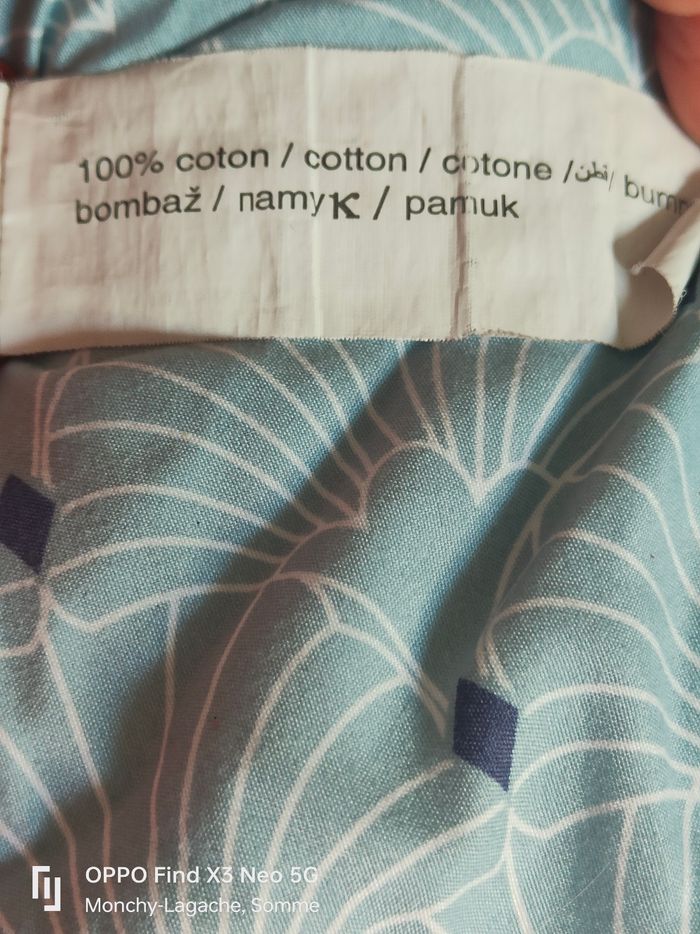 100% coton / cotton / cotone / قطن /
bombaž / памук / pamuk
OPPO Find X3 Neo 5G
Monchy-Lagache, Somme